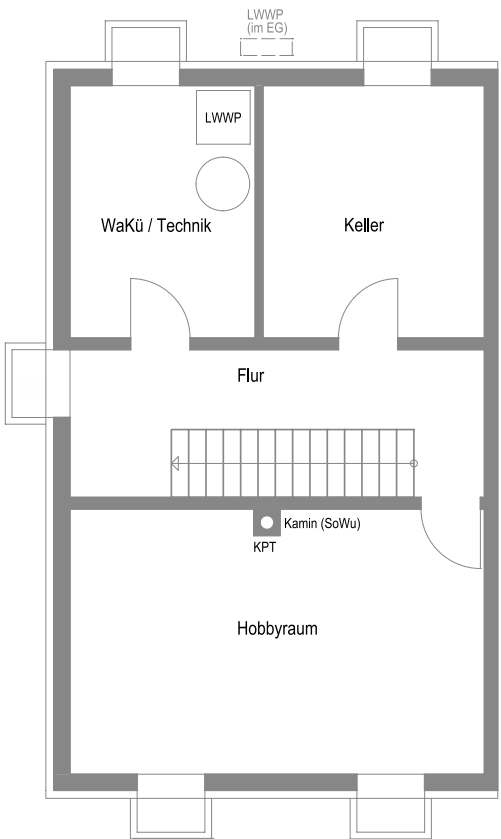 LWWP
(im EG)
LWWP
WaKü / Technik
Keller
Flur
Kamin (SoWu)
KPT
Hobbyraum